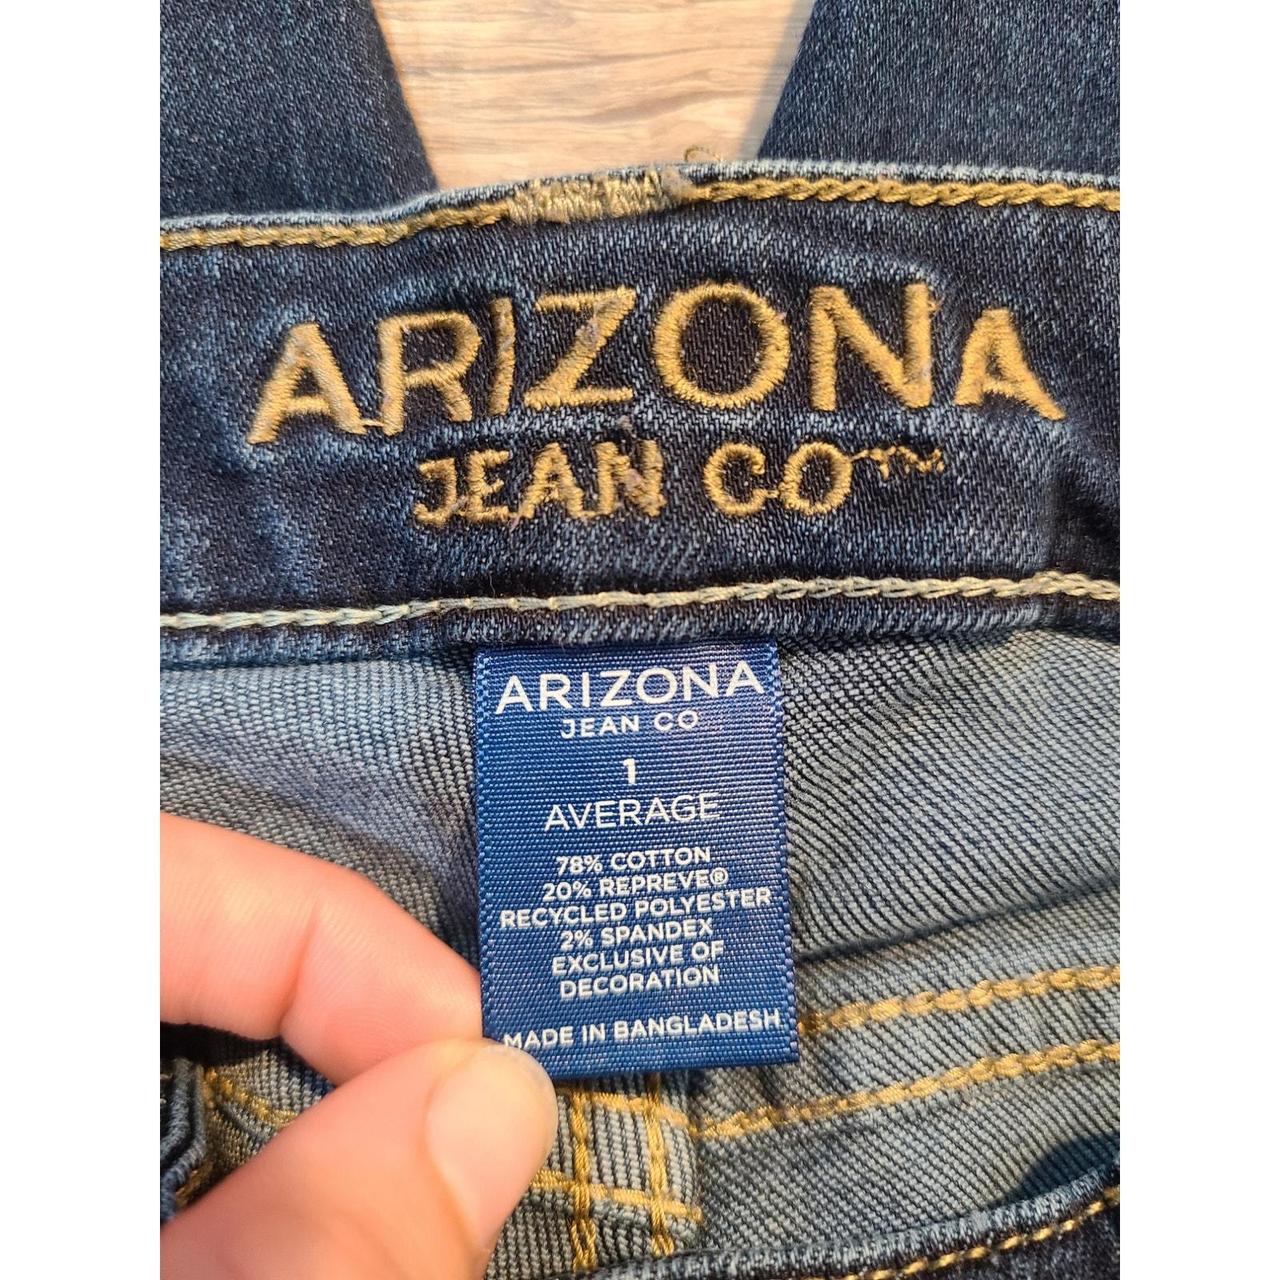 ARIZONA
JEAN CO™
ARIZONA
JEAN CO
1
AVERAGE
78% COTTON
20% REPREVE®
RECYCLED POLYESTER
2% SPANDEX
EXCLUSIVE OF
DECORATION
MADE IN BANGLADESH